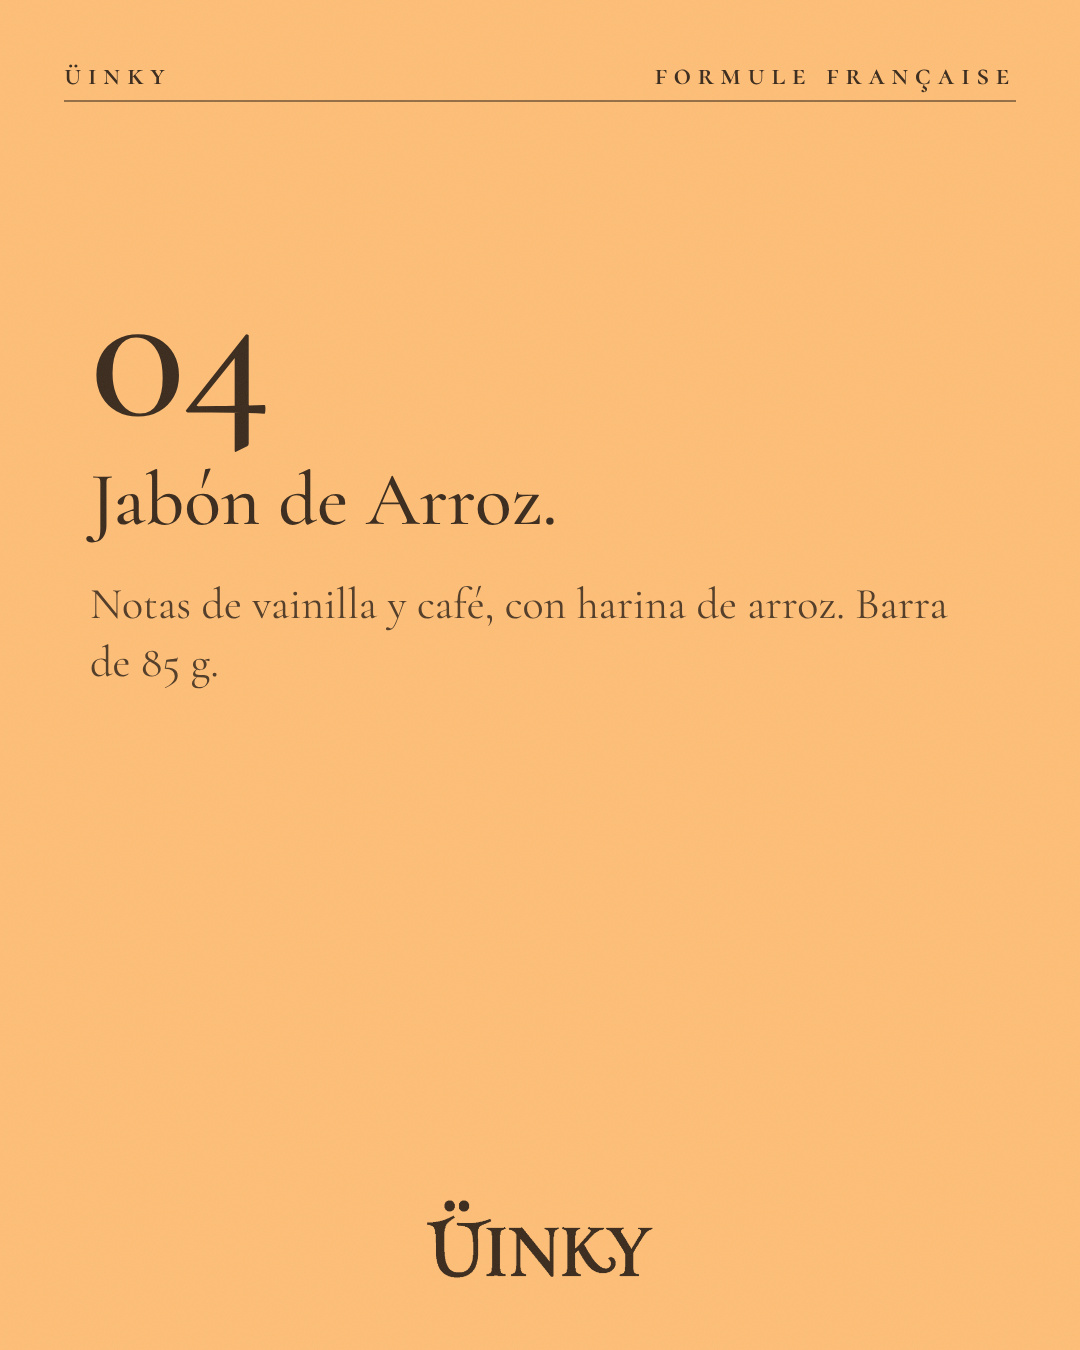 ÜINKY
FORMULE FRANÇAISE
04
Jabón de Arroz.
Notas de vainilla y café, con harina de arroz. Barra
de 85 g.
ÜINKY